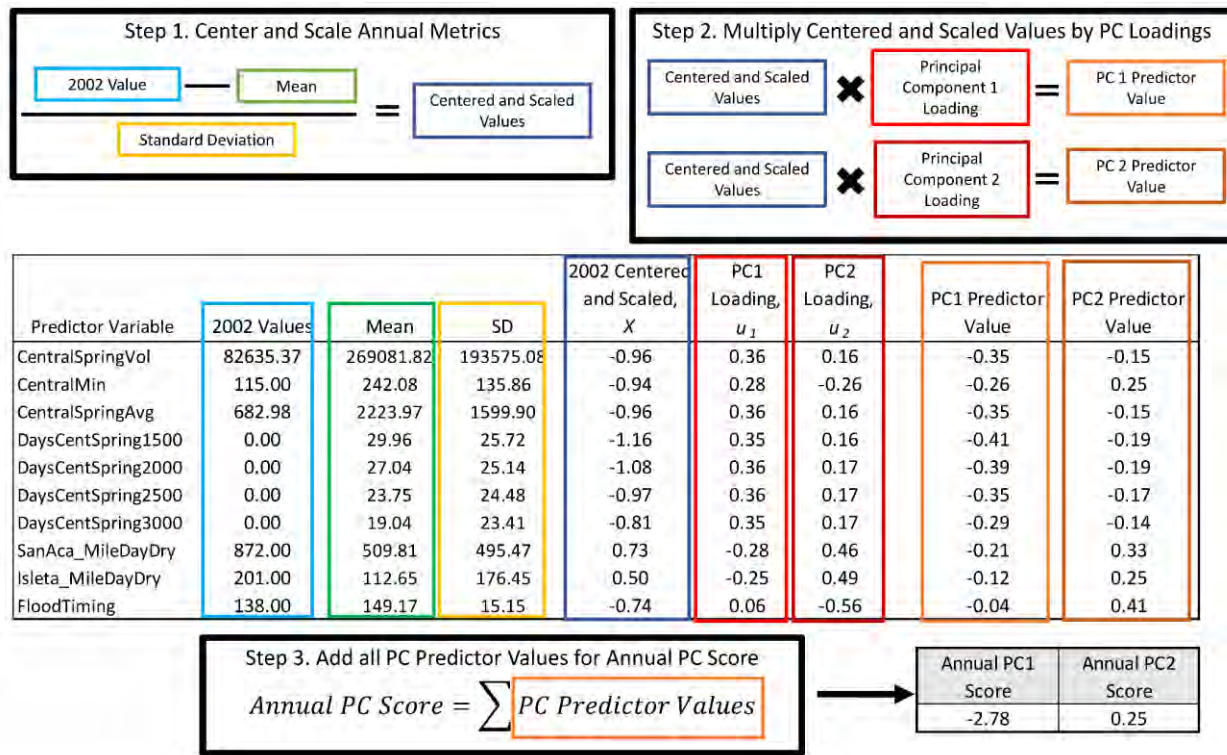 Step 1. Center and Scale Annual Metrics
2002 Value — Mean
Standard Deviation
=
Centered and Scaled
Values
Step 2. Multiply Centered and Scaled Values by PC Loadings
Centered and Scaled
Values
✖
Principal
Component 1
Loading
=
PC 1 Predictor
Value
Centered and Scaled
Values
✖
Principal
Component 2
Loading
=
PC 2 Predictor
Value
Predictor Variable 2002 Values Mean SD 2002 Centered and Scaled, X PC1 Loading, u1 PC2 Loading, u2 PC1 Predictor Value PC2 Predictor Value
CentralSpringVol 82635.37 269081.82 193575.08 -0.96 0.36 0.16 -0.35 -0.15
CentralMin 115.00 242.08 135.86 -0.94 0.28 -0.26 -0.26 0.25
CentralSpringAvg 682.98 2223.97 1599.90 -0.96 0.36 0.16 -0.35 -0.15
DaysCentSpring1500 0.00 29.96 25.72 -1.16 0.35 0.16 -0.41 -0.19
DaysCentSpring2000 0.00 27.04 25.14 -1.08 0.36 0.17 -0.39 -0.19
DaysCentSpring2500 0.00 23.75 24.48 -0.97 0.36 0.17 -0.35 -0.17
DaysCentSpring3000 0.00 19.04 23.41 -0.81 0.35 0.17 -0.29 -0.14
SanAca_MileDayDry 872.00 509.81 495.47 0.73 -0.28 0.46 -0.21 0.33
Isleta_MileDayDry 201.00 112.65 176.45 0.50 -0.25 0.49 -0.12 0.25
FloodTiming 138.00 149.17 15.15 -0.74 0.06 -0.56 -0.04 0.41
Step 3. Add all PC Predictor Values for Annual PC Score
Annual PC Score = ∑ PC Predictor Values
Annual PC1 Score Annual PC2 Score
-2.78 0.25